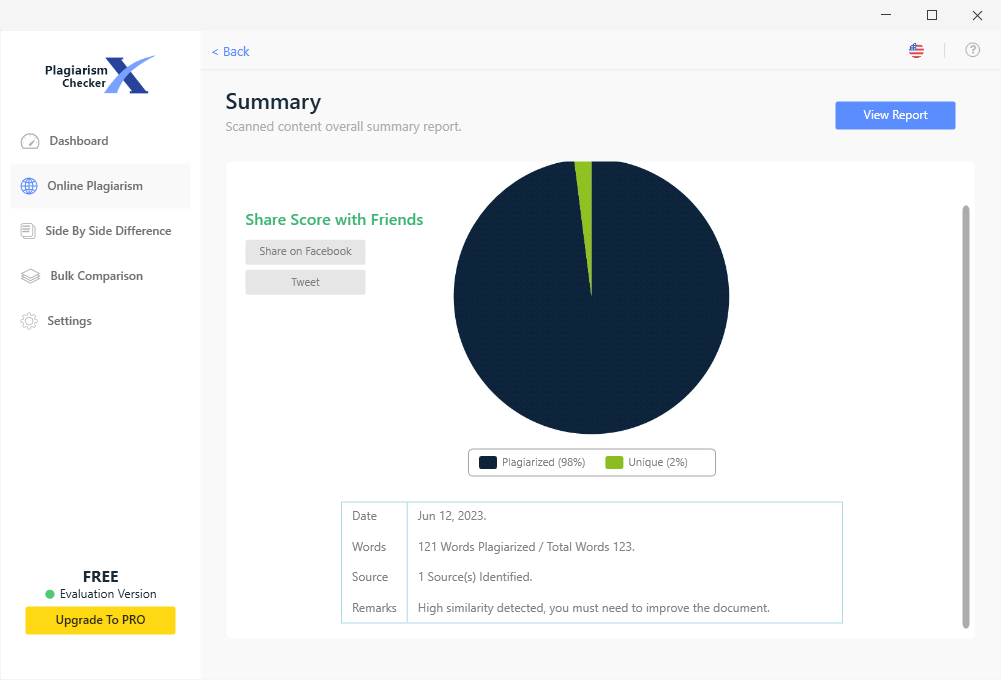 < Back
Plagiarism
Checker
Dashboard
Online Plagiarism
Side By Side Difference
Bulk Comparison
Settings
FREE
Evaluation Version
Upgrade To PRO
Summary
Scanned content overall summary report.
View Report
Share Score with Friends
Share on Facebook
Tweet
Plagiarized (98%) Unique (2%)
Date Jun 12, 2023.
Words 121 Words Plagiarized / Total Words 123.
Source 1 Source(s) Identified.
Remarks High similarity detected, you must need to improve the document.